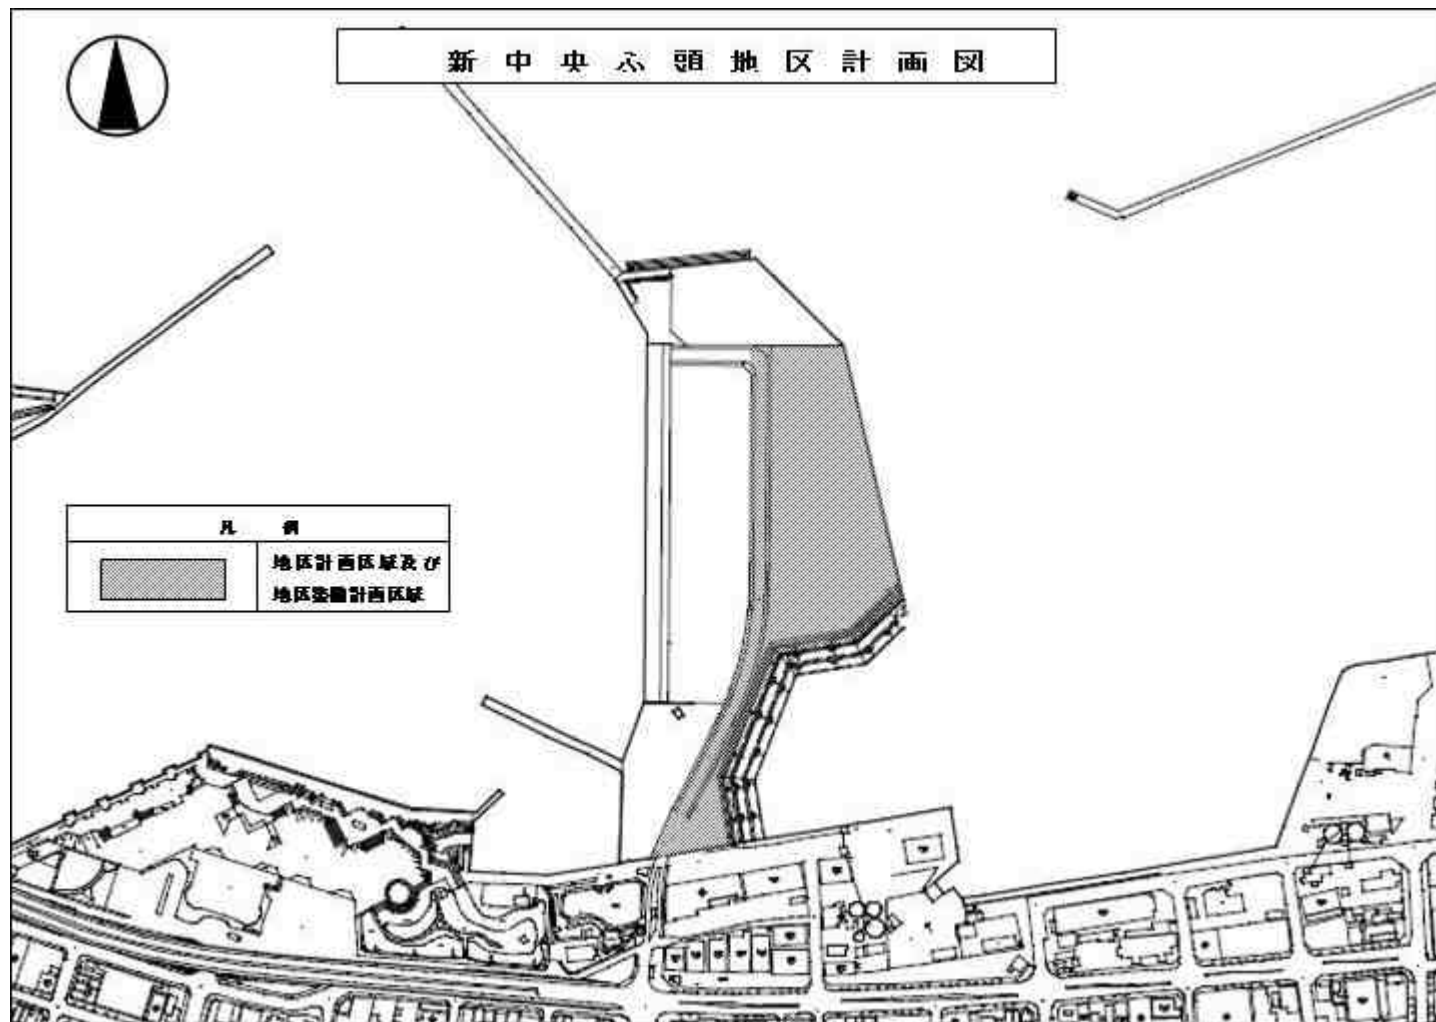 新中央ふ頭地区計画図
凡例
地区計画区域及び
地区整備計画区域